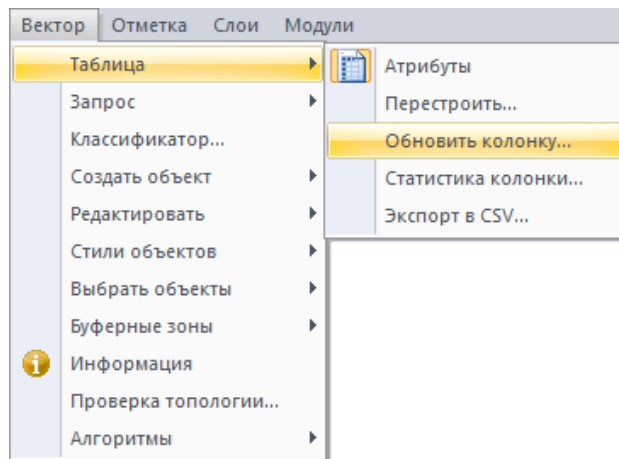 Вектор Отметка Слои Модули
Таблица
Запрос
Классификатор...
Создать объект
Редактировать
Стили объектов
Выбрать объекты
Буферные зоны
Информация
Проверка топологии...
Алгоритмы
Атрибуты
Перестроить...
Обновить колонку...
Статистика колонки...
Экспорт в CSV...